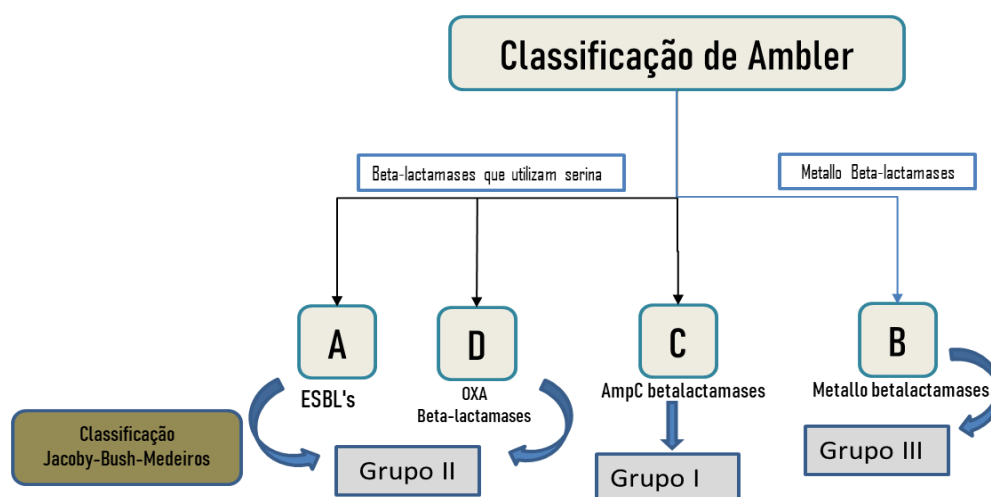 Classificação de Ambler
Beta-lactamases que utilizam serina
Metallo Beta-lactamases
A
D
C
B
ESBL's
OXA
Beta-lactamases
AmpC betalactamases
Metallo betalactamases
Classificação
Jacoby-Bush-Medeiros
Grupo II
Grupo I
Grupo III